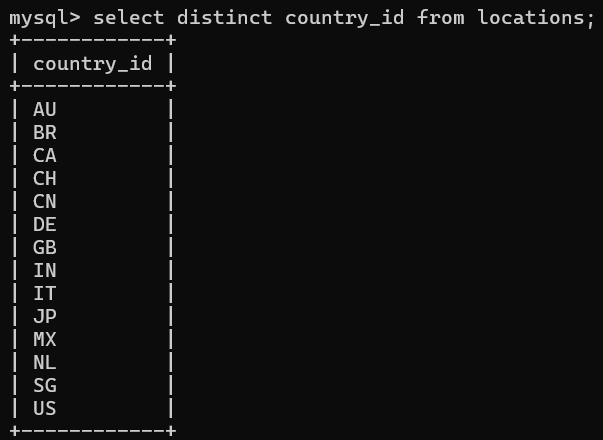 mysql> select distinct country_id from locations;
+------------+
| country_id |
+------------+
| AU         |
| BR         |
| CA         |
| CH         |
| CN         |
| DE         |
| GB         |
| IN         |
| IT         |
| JP         |
| MX         |
| NL         |
| SG         |
| US         |
+------------+